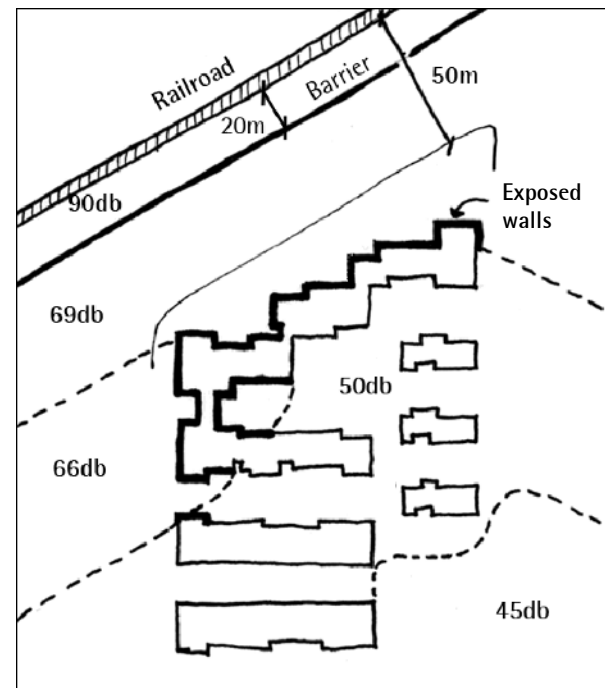 Railroad
Barrier
50m
20m
90db
Exposed
walls
69db
50db
66db
45db